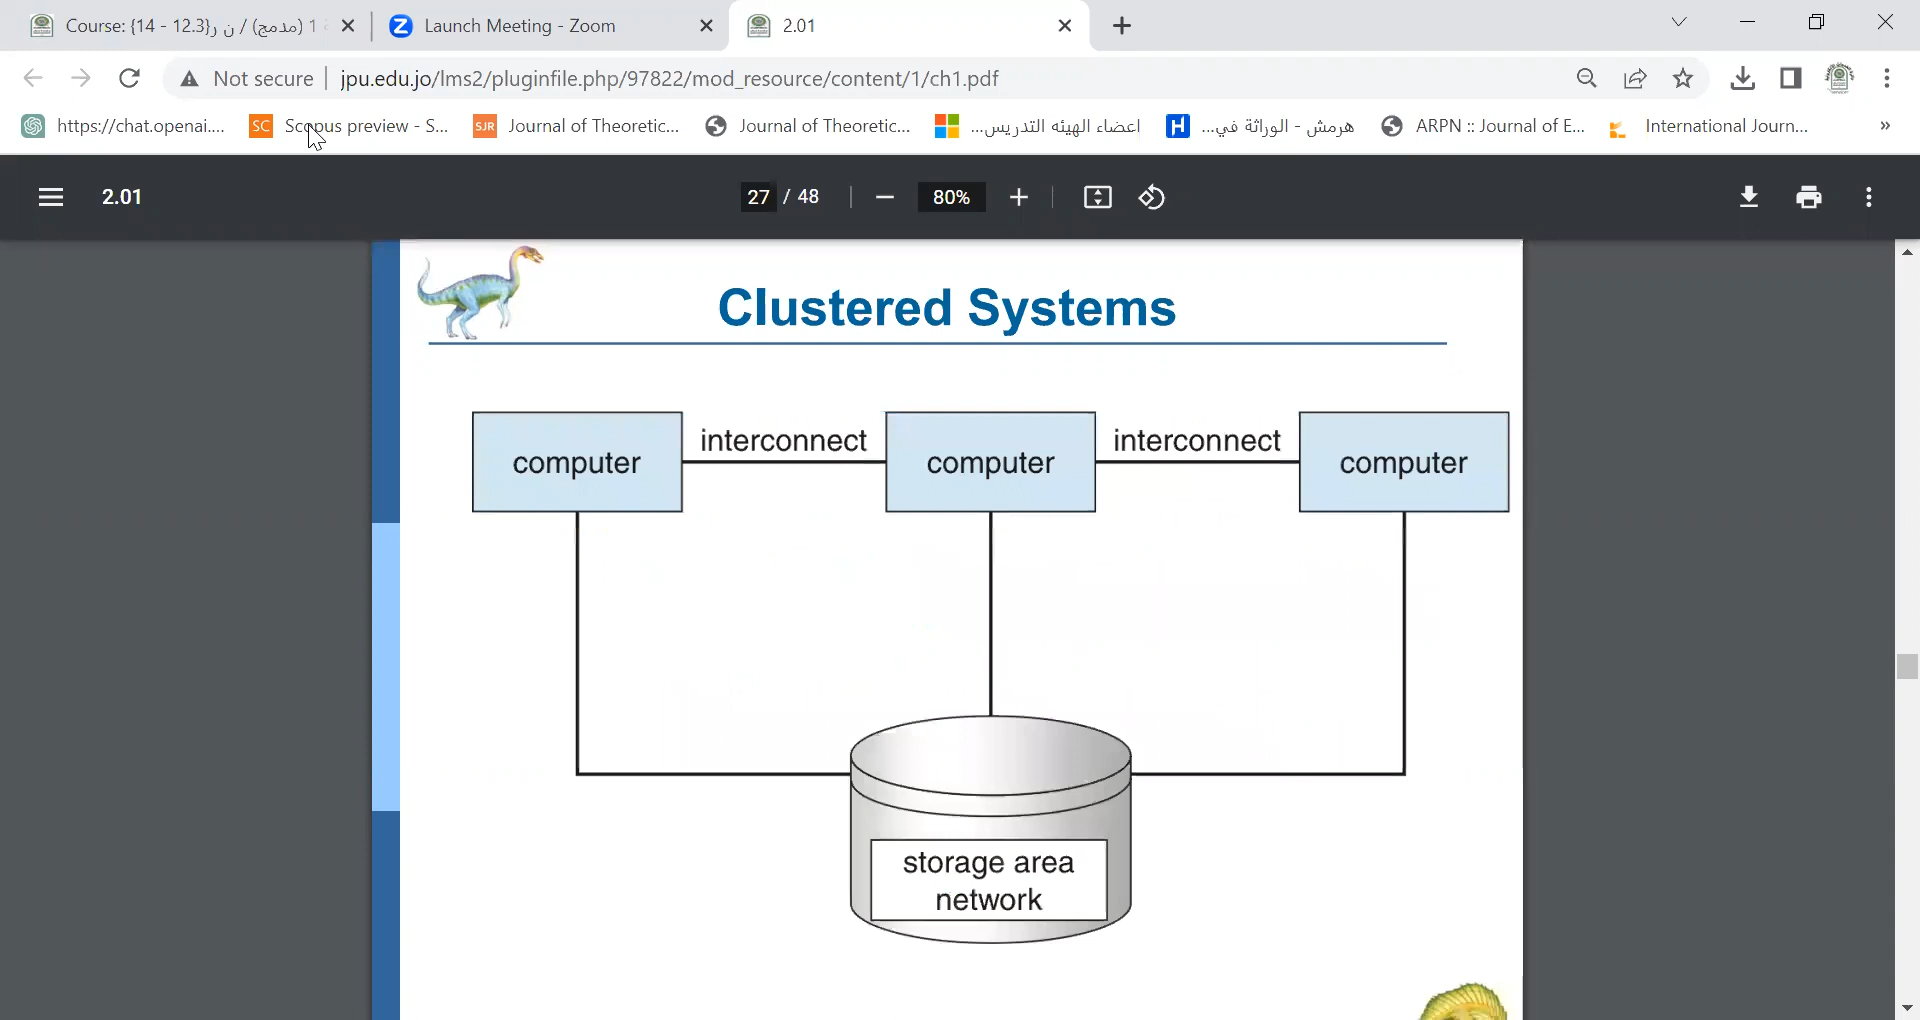 Course: {14 - 12.3}ر ن / (مدمج) 1
Launch Meeting - Zoom
2.01
Not secure
jpu.edu.jo/lms2/pluginfile.php/97822/mod_resource/content/1/ch1.pdf
https://chat.openai....
SC
Scopus preview - S...
SJR
Journal of Theoretic...
Journal of Theoretic...
اعضاء الهيئه التدريس...
H
هرمش - الوراثة في...
ARPN :: Journal of E...
International Journ...
»
2.01
27 / 48
80%
Clustered Systems
computer
interconnect
computer
interconnect
computer
storage area
network